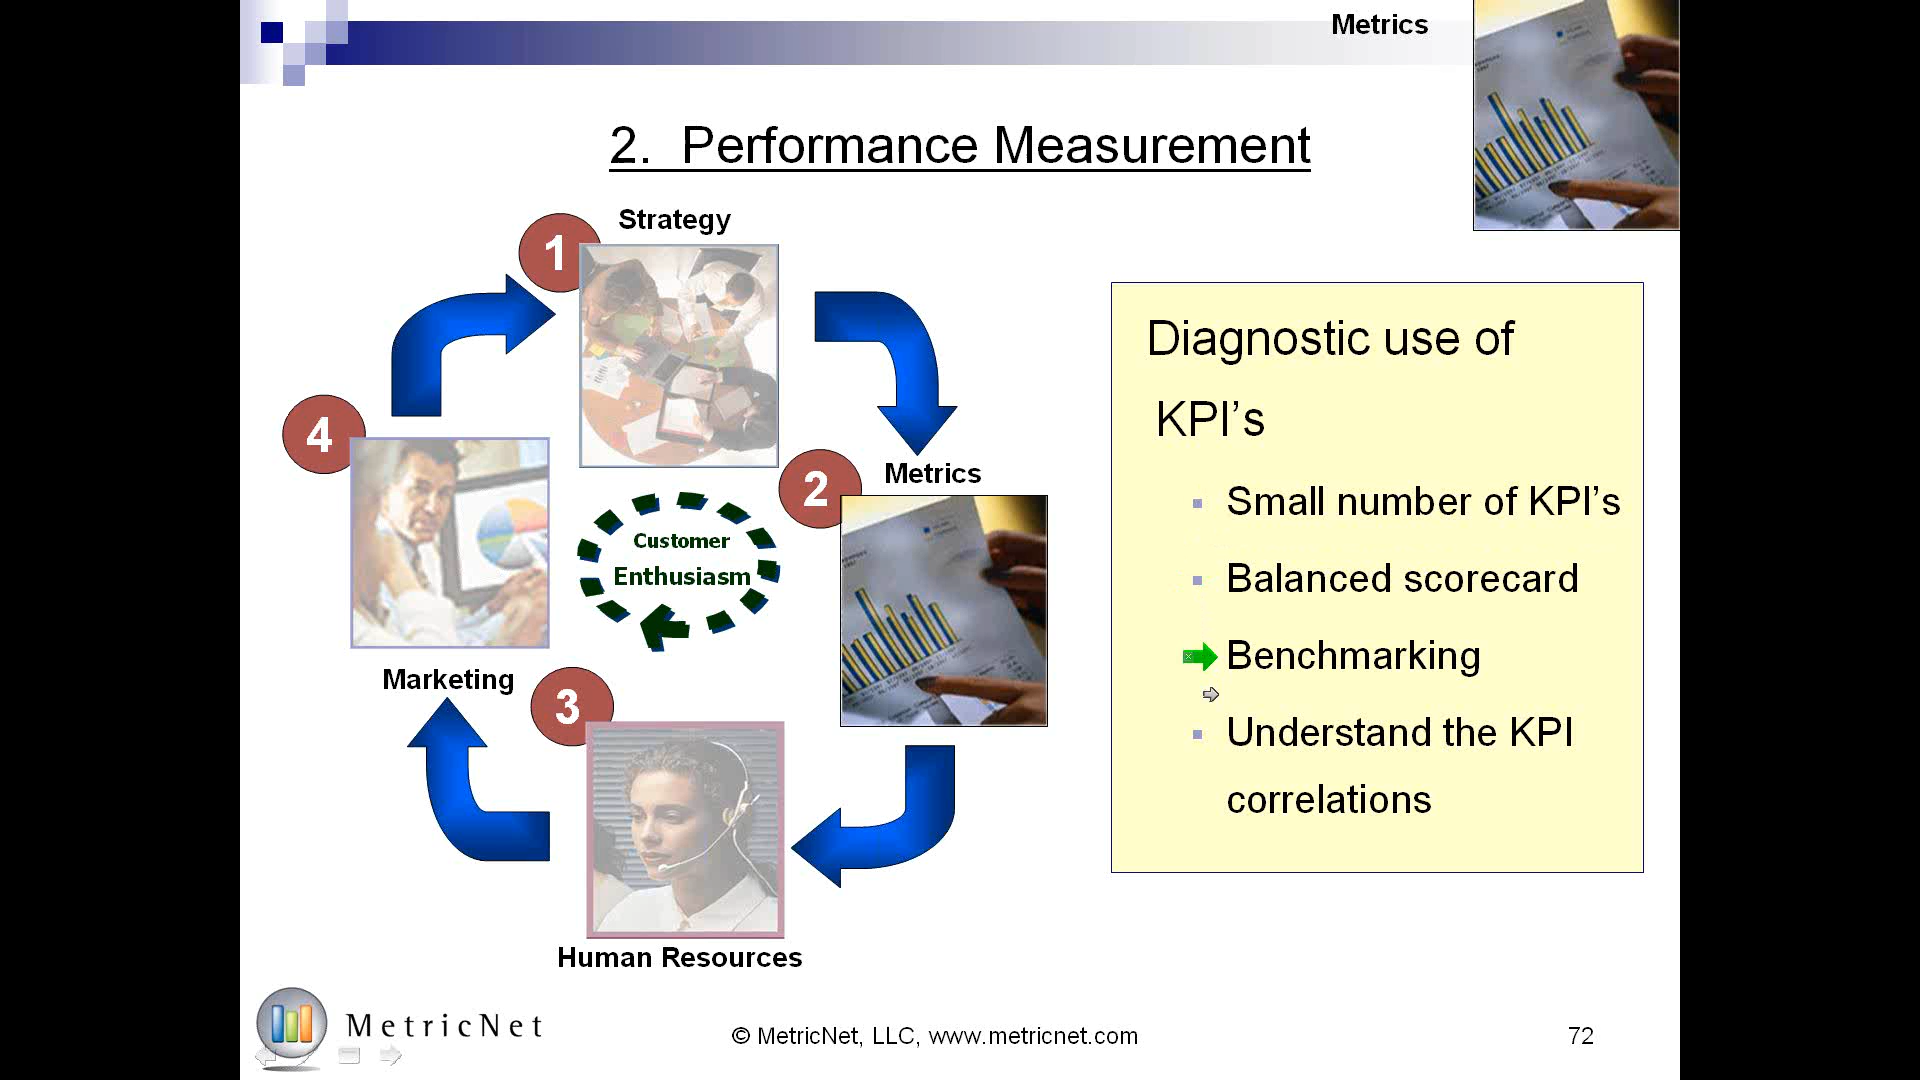 Metrics
2. Performance Measurement
1
Strategy
4
2
Metrics
Customer
Enthusiasm
Marketing
3
Human Resources
Diagnostic use of
KPI’s
Small number of KPI’s
Balanced scorecard
Benchmarking
Understand the KPI
correlations
MetricNet
© MetricNet, LLC, www.metricnet.com
72